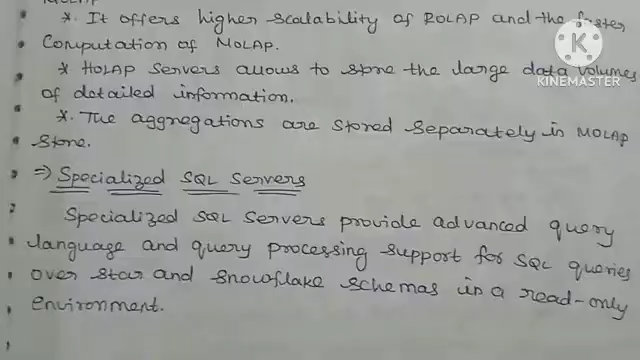 * It offers higher scalability of ROLAP and the faster
Computation of MOLAP.
* HOLAP servers allows to store the large data volumes
of detailed information.
* The aggregations are stored separately in MOLAP
store.
⇒ Specialized SQL Servers
Specialized SQL servers provide advanced query
language and query processing support for SQL queries
over star and snowflake schemas in a read-only
environment.
KINEMASTER